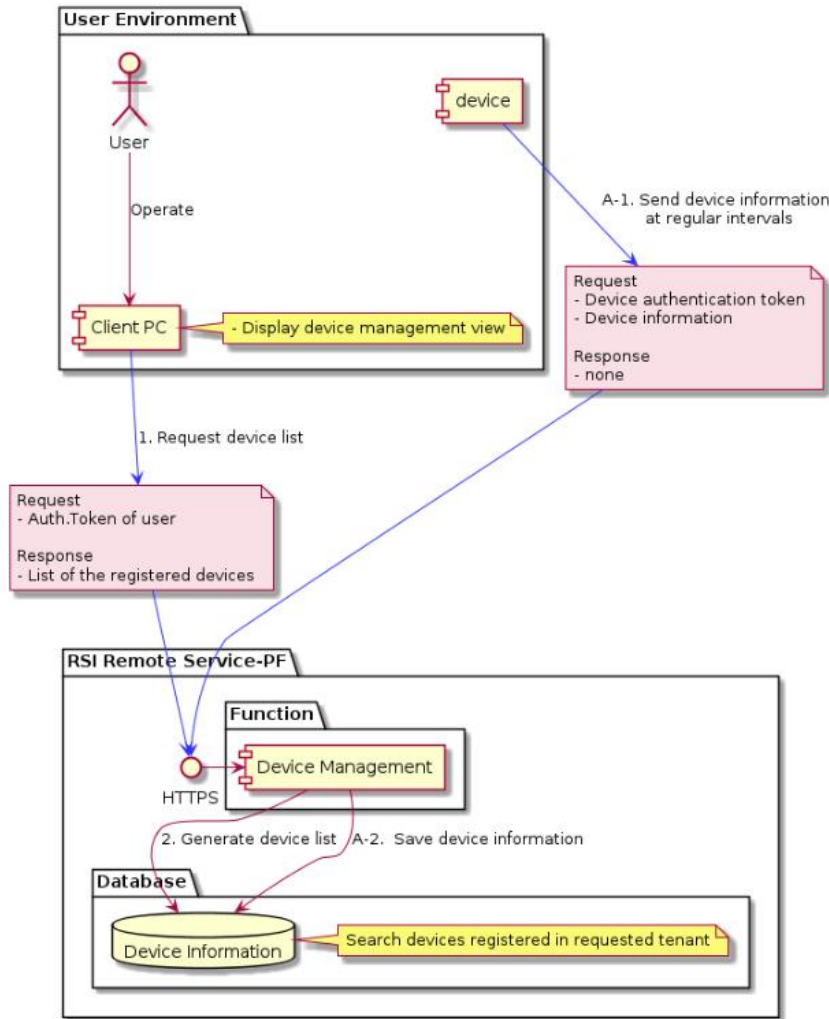 User Environment
device
User
Operate
A-1. Send device information
at regular intervals
Client PC
- Display device management view
Request
- Device authentication token
- Device information
Response
- none
1. Request device list
Request
- Auth.Token of user
Response
- List of the registered devices
RSI Remote Service-PF
Function
Device Management
HTTPS
2. Generate device list
A-2. Save device information
Database
Device Information
Search devices registered in requested tenant